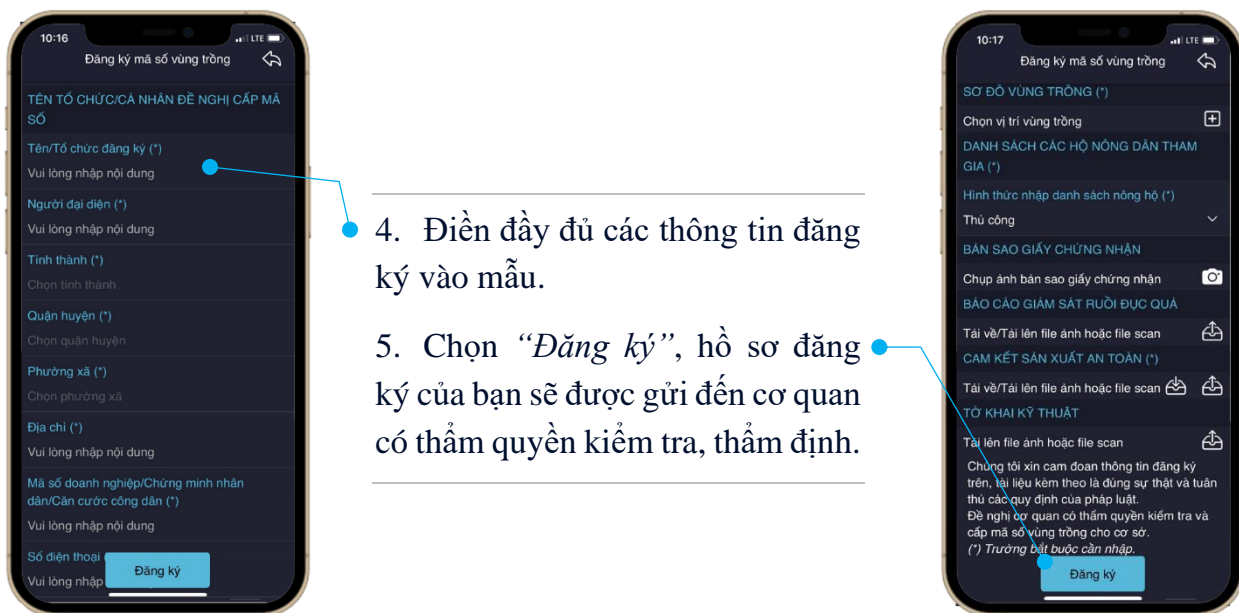 10:16
LTE
Đăng ký mã số vùng trồng
TÊN TỔ CHỨC/CÁ NHÂN ĐỀ NGHỊ CẤP MÃ
SỐ
Tên/Tổ chức đăng ký (*)
Vui lòng nhập nội dung
Người đại diện (*)
Vui lòng nhập nội dung
Tỉnh thành (*)
Chọn tỉnh thành
Quận huyện (*)
Chọn quận huyện
Phường xã (*)
Chọn phường xã
Địa chỉ (*)
Vui lòng nhập nội dung
Mã số doanh nghiệp/Chứng minh nhân
dân/Căn cước công dân (*)
Vui lòng nhập nội dung
Số điện thoại
Vui lòng nhập
Đăng ký
4. Điền đầy đủ các thông tin đăng
ký vào mẫu.
5. Chọn “Đăng ký”, hồ sơ đăng
ký của bạn sẽ được gửi đến cơ quan
có thẩm quyền kiểm tra, thẩm định.
10:17
LTE
Đăng ký mã số vùng trồng
SƠ ĐỒ VÙNG TRỒNG (*)
Chọn vị trí vùng trồng
DANH SÁCH CÁC HỘ NÔNG DÂN THAM
GIA (*)
Hình thức nhập danh sách nông hộ (*)
Thủ công
BẢN SAO GIẤY CHỨNG NHẬN
Chụp ảnh bản sao giấy chứng nhận
BÁO CÁO GIÁM SÁT RUỒI ĐỤC QUẢ
Tải về/Tải lên file ảnh hoặc file scan
CAM KẾT SẢN XUẤT AN TOÀN (*)
Tải về/Tải lên file ảnh hoặc file scan
TỜ KHAI KỸ THUẬT
Tải lên file ảnh hoặc file scan
Chúng tôi xin cam đoan thông tin đăng ký
trên, tài liệu kèm theo là đúng sự thật và tuân
thủ các quy định của pháp luật.
Đề nghị cơ quan có thẩm quyền kiểm tra và
cấp mã số vùng trồng cho cơ sở.
(*) Trường bắt buộc cần nhập.
Đăng ký